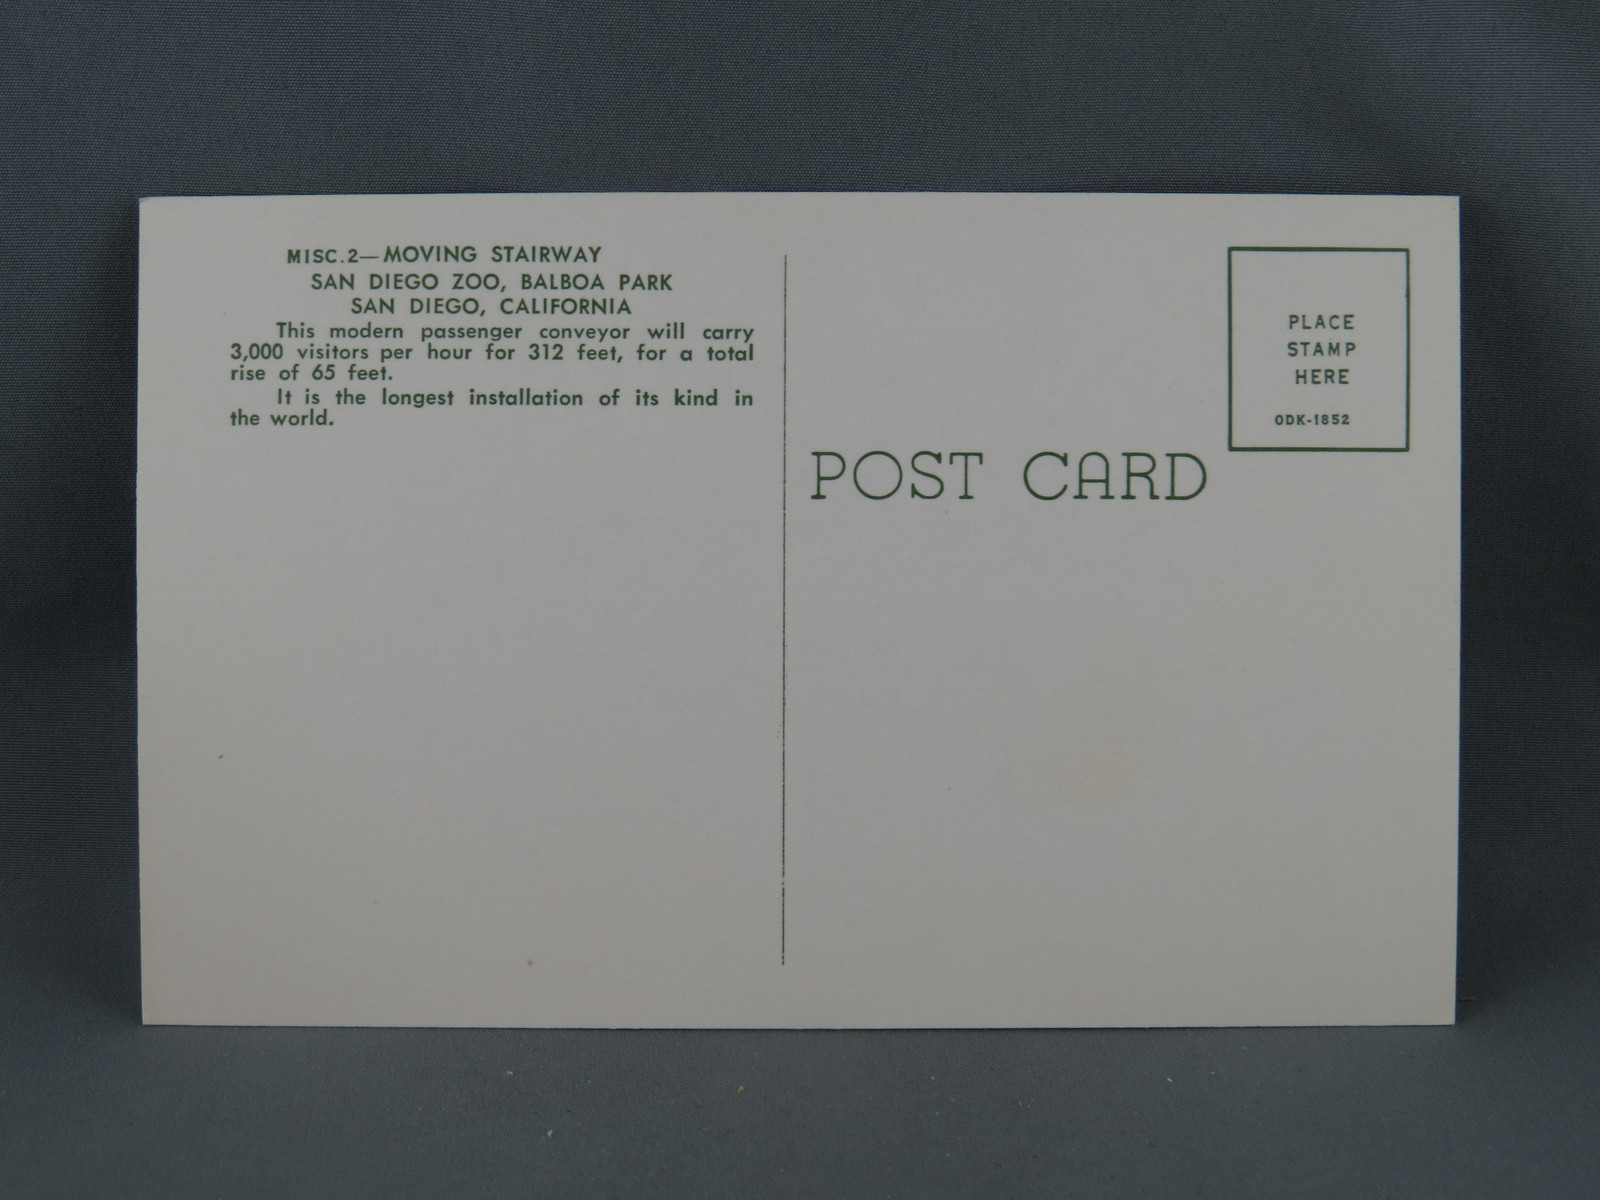 MISC.2—MOVING STAIRWAY
SAN DIEGO ZOO, BALBOA PARK
SAN DIEGO, CALIFORNIA
This modern passenger conveyor will carry
3,000 visitors per hour for 312 feet, for a total
rise of 65 feet.
It is the longest installation of its kind in
the world.
PLACE
STAMP
HERE
ODK-1852
POST CARD